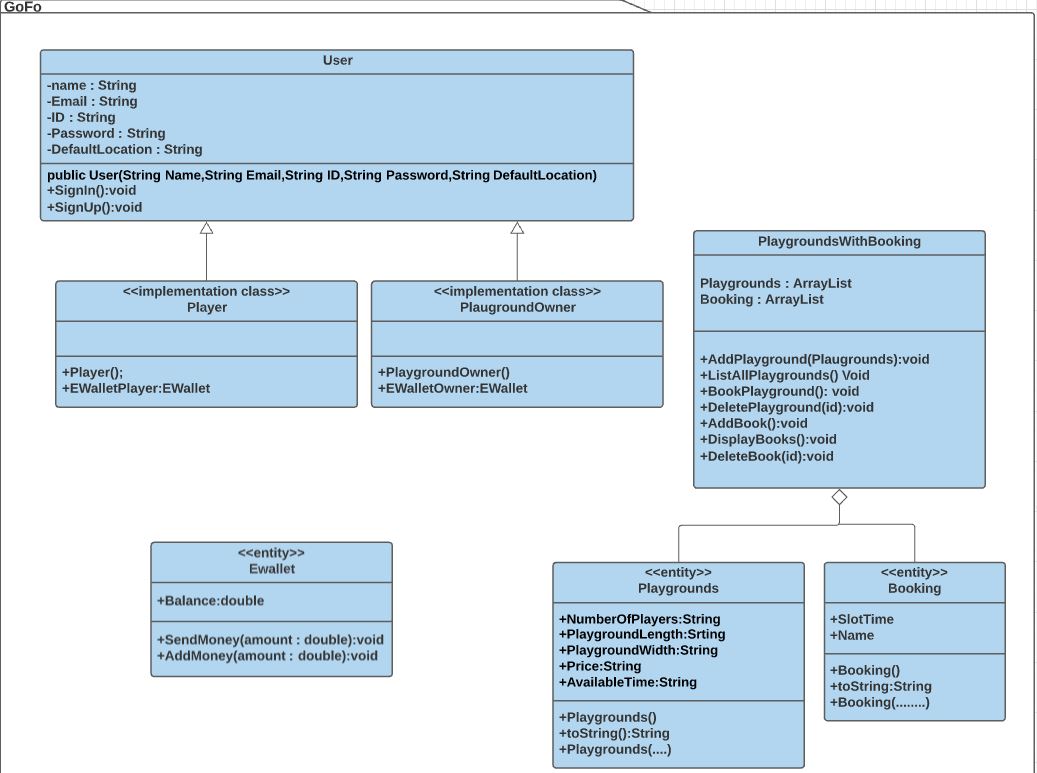 GoFo
User
-name : String
-Email : String
-ID : String
-Password : String
-DefaultLocation : String
public User(String Name,String Email,String ID,String Password,String DefaultLocation)
+SignIn():void
+SignUp():void
<<implementation class>>
Player
+Player();
+EWalletPlayer:EWallet
<<implementation class>>
PlaugroundOwner
+PlaygroundOwner()
+EWalletOwner:EWallet
PlaygroundsWithBooking
Playgrounds : ArrayList
Booking : ArrayList
+AddPlayground(Plaugrounds):void
+ListAllPlaygrounds() Void
+BookPlayground(): void
+DeletePlayground(id):void
+AddBook():void
+DisplayBooks():void
+DeleteBook(id):void
<<entity>>
Ewallet
+Balance:double
+SendMoney(amount : double):void
+AddMoney(amount : double):void
<<entity>>
Playgrounds
+NumberOfPlayers:String
+PlaygroundLength:Srting
+PlaygroundWidth:String
+Price:String
+AvailableTime:String
+Playgrounds()
+toString():String
+Playgrounds(....)
<<entity>>
Booking
+SlotTime
+Name
+Booking()
+toString:String
+Booking(........)